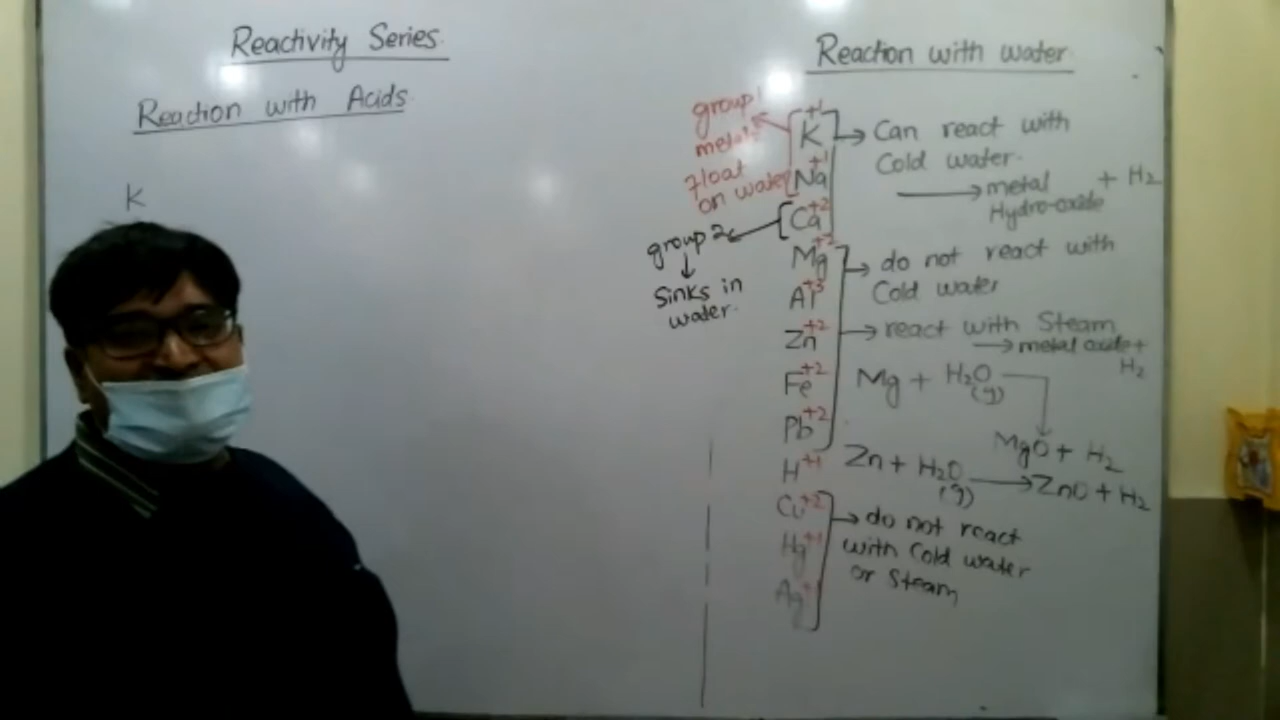 Reactivity Series.
Reaction with Acids
K
Reaction with water.
group 1
metals
float
on water
group 2
↓
Sinks in
water.
K+1
Na+1
Ca+2
Mg+2
Al+3
Zn+2
Fe+2
Pb+2
H+1
Cu+2
Hg+1
Ag+1
→ Can react with
Cold water.
→ metal
Hydro-oxide + H2
→ do not react with
Cold water
→ react with Steam
→ metal oxide +
H2
Mg + H2O
(g)
MgO + H2
Zn + H2O → ZnO + H2
(g)
→ do not react
with Cold water
or Steam